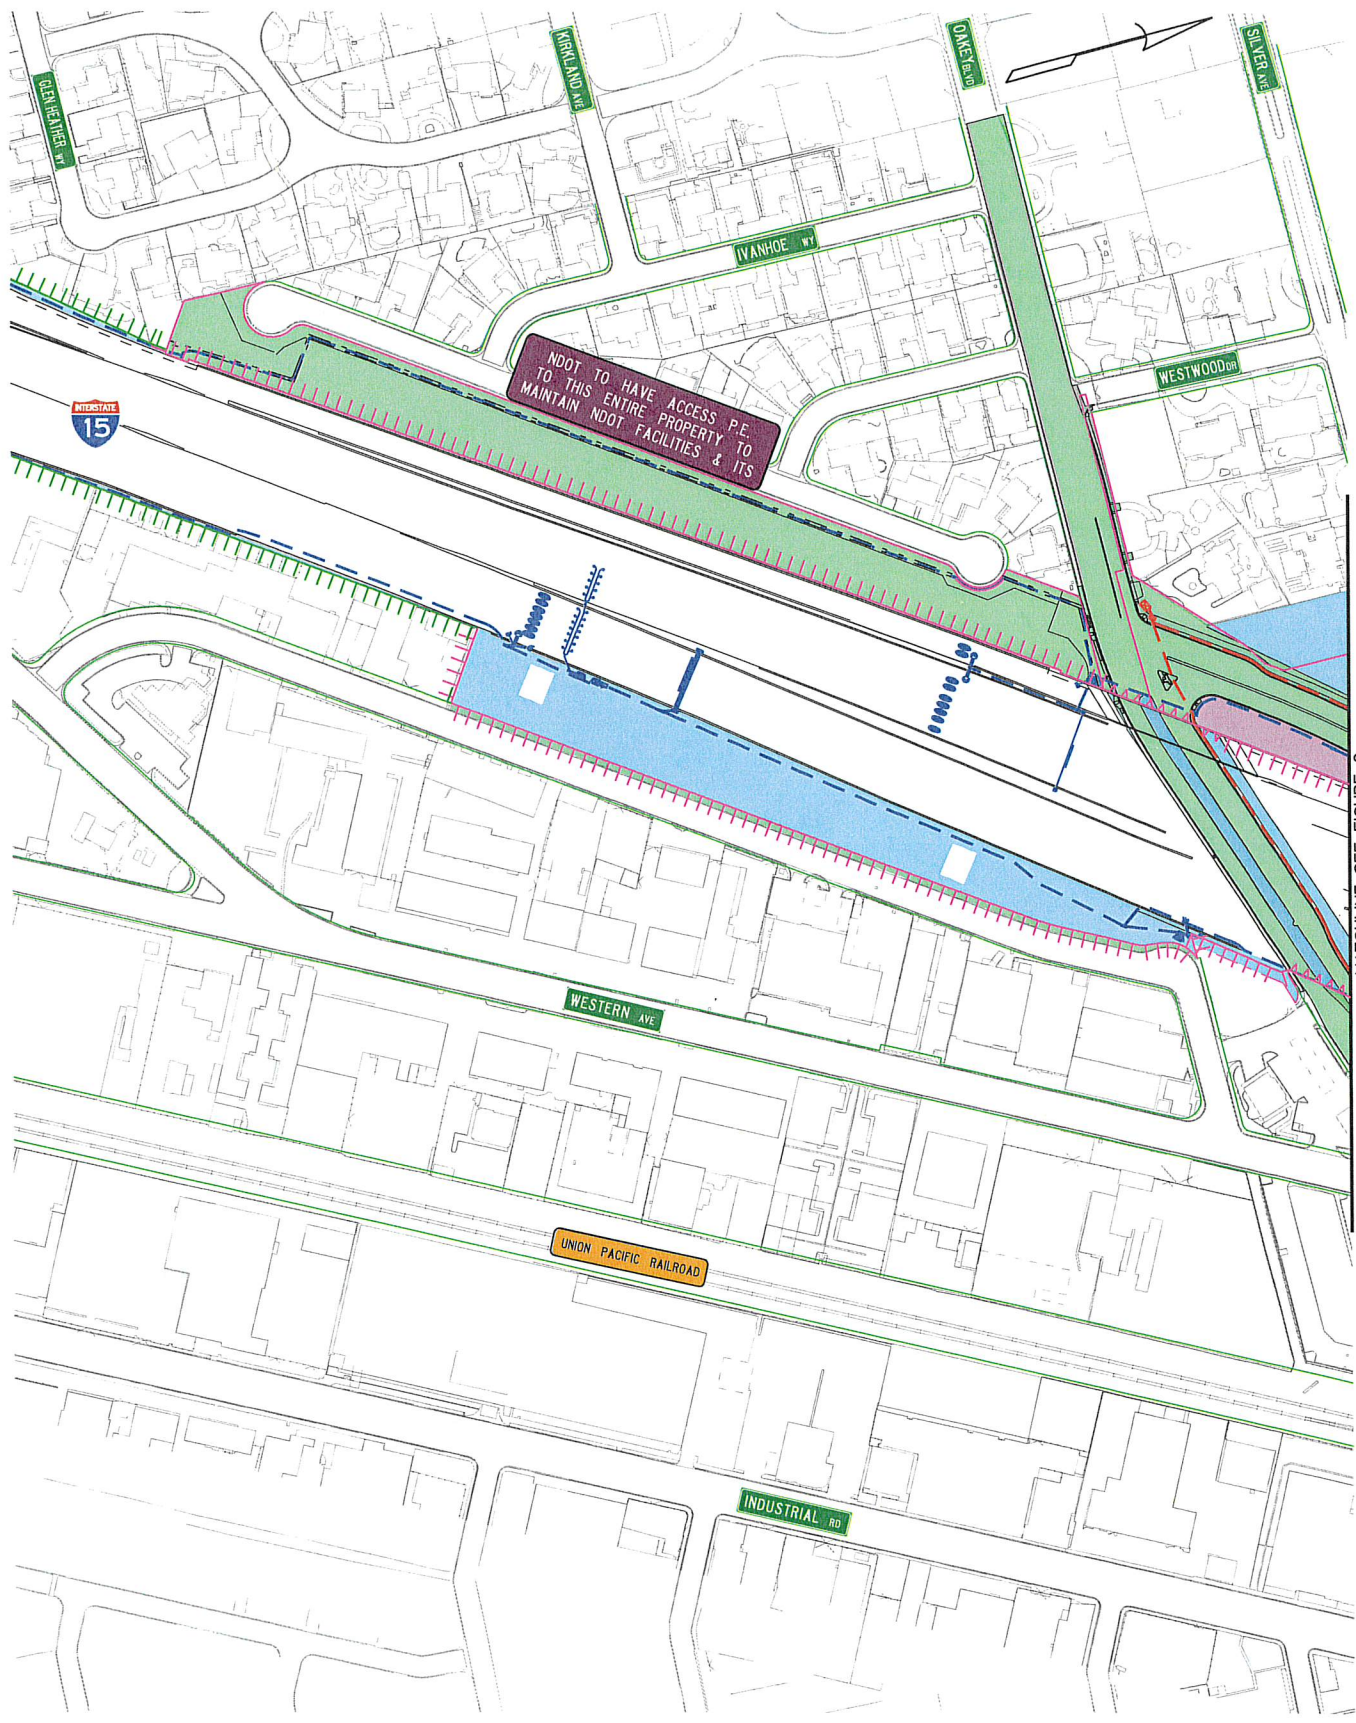 GLEN HEATHER WY
KIRKLAND AVE
OAKEY BLVD
SILVER AVE
IVANHOE WY
WESTWOOD DR
NDOT TO HAVE ACCESS P.E.
TO THIS ENTIRE PROPERTY TO
MAINTAIN NDOT FACILITIES & ITS
INTERSTATE
15
WESTERN AVE
UNION PACIFIC RAILROAD
INDUSTRIAL RD